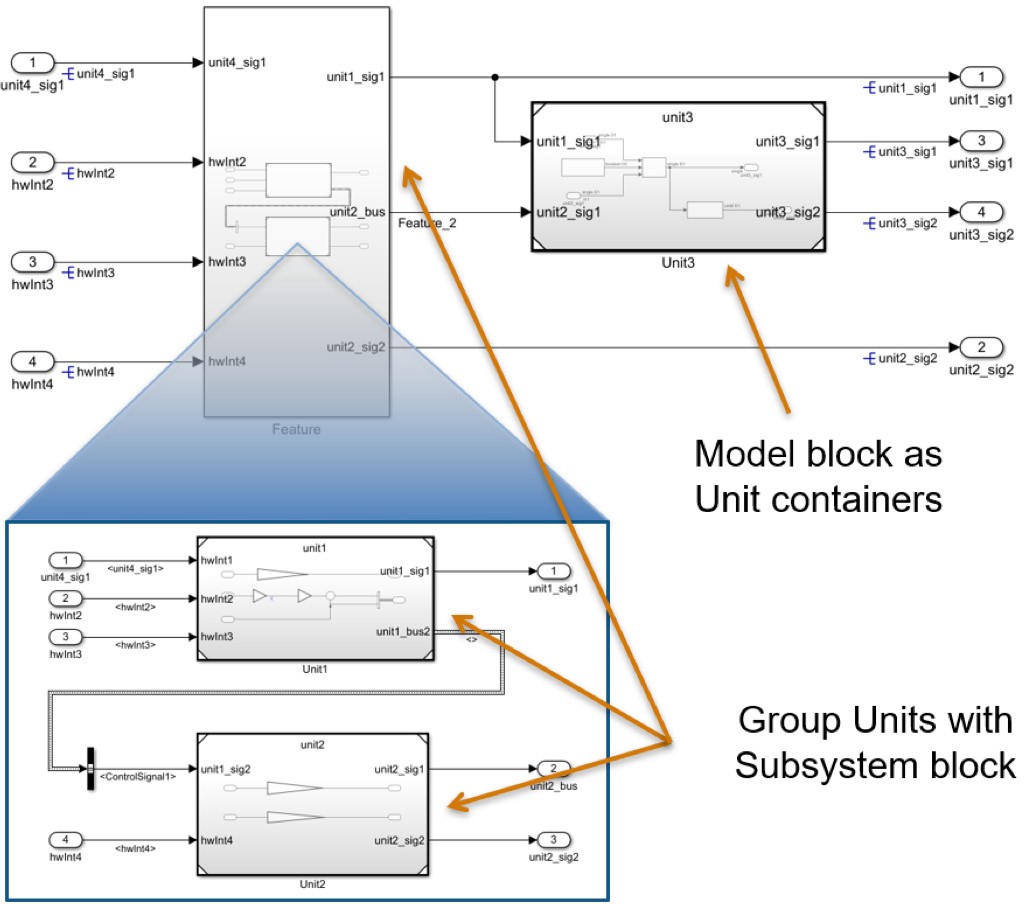 1
unit4_sig1
unit4_sig1
unit4_sig1
unit1_sig1
unit1_sig1
1
unit1_sig1
unit3
unit1_sig1
unit3_sig1
unit3_sig1
3
unit3_sig1
2
hwInt2
hwInt2
hwInt2
unit2_bus
Feature_2
unit2_sig1
unit3_sig2
unit3_sig2
4
unit3_sig2
Unit3
3
hwInt3
hwInt3
hwInt3
unit2_sig2
unit2_sig2
2
unit2_sig2
4
hwInt4
hwInt4
hwInt4
Feature
Model block as
Unit containers
unit1
1
unit4_sig1
<unit4_sig1>
hwInt1
unit1_sig1
1
unit1_sig1
2
hwInt2
<hwInt2>
hwInt2
3
hwInt3
<hwInt3>
hwInt3
unit1_bus2
<>
Unit1
Group Units with
Subsystem block
unit2
<ControlSignal1>
unit1_sig2
unit2_sig1
2
unit2_bus
4
hwInt4
<hwInt4>
hwInt4
unit2_sig2
3
unit2_sig2
Unit2